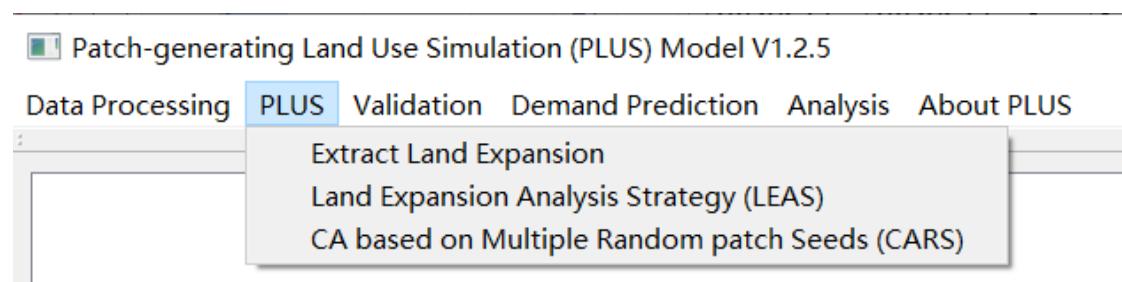 Patch-generating Land Use Simulation (PLUS) Model V1.2.5
Data Processing PLUS Validation Demand Prediction Analysis About PLUS
Extract Land Expansion
Land Expansion Analysis Strategy (LEAS)
CA based on Multiple Random patch Seeds (CARS)